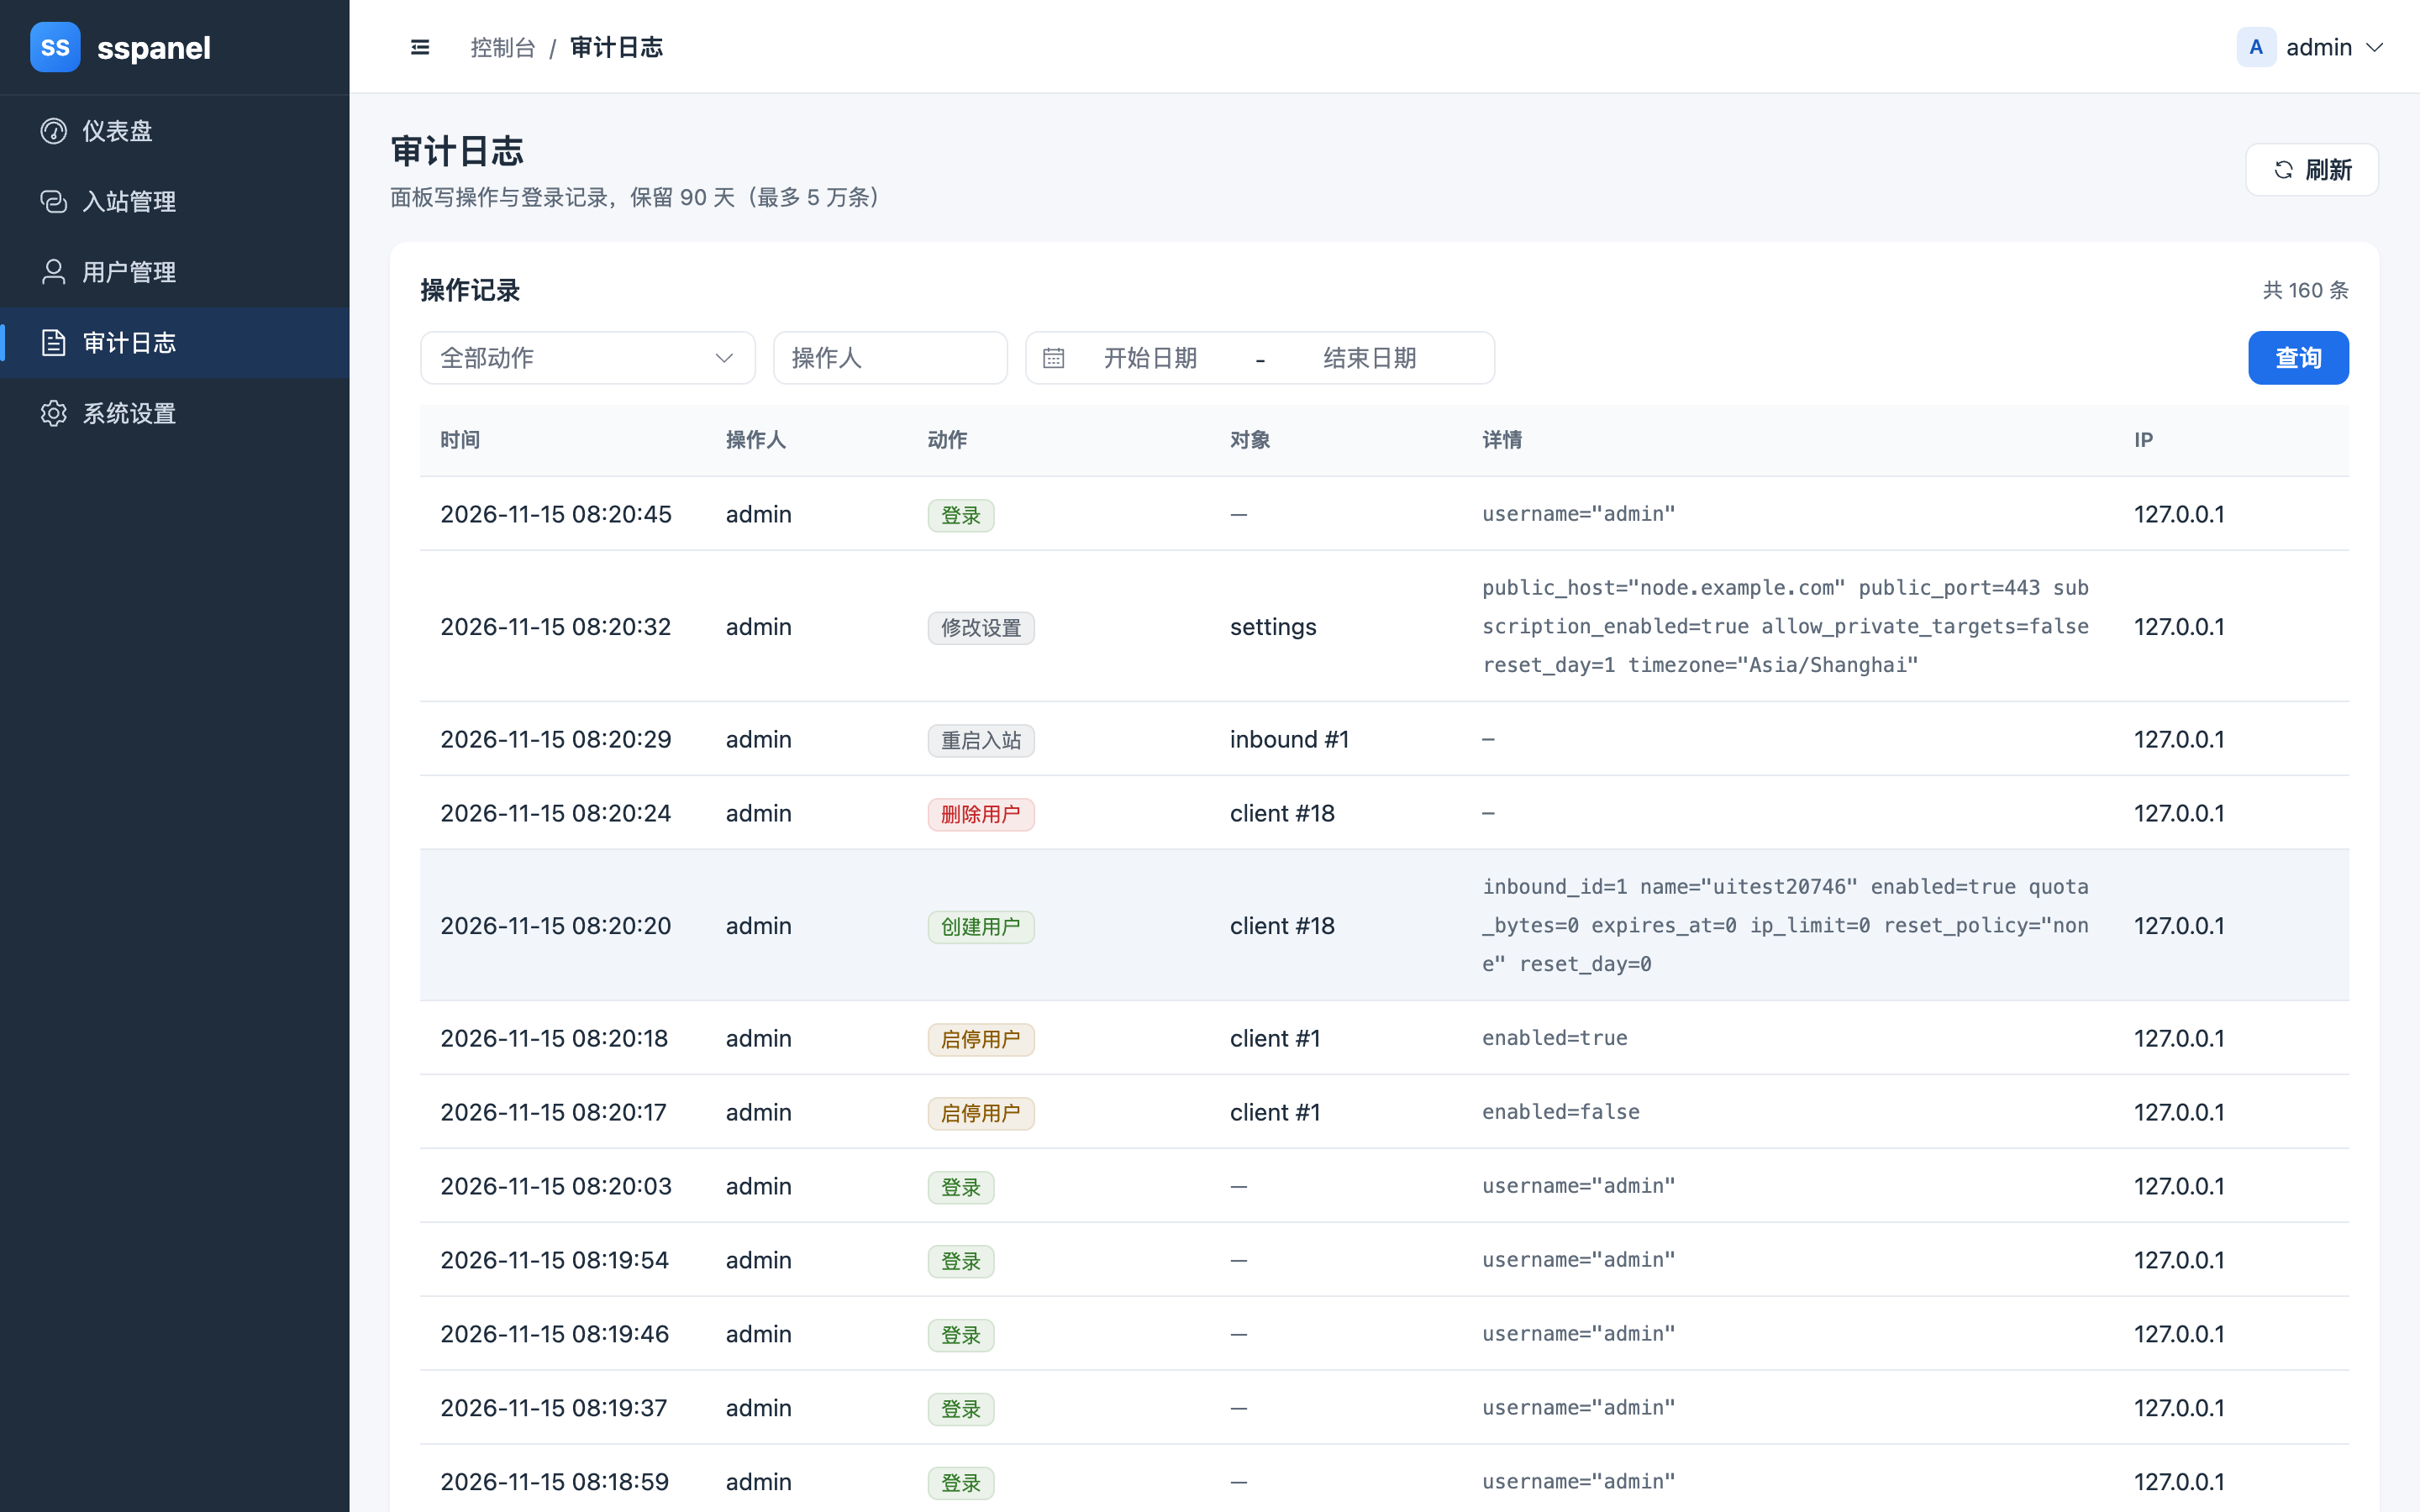 SS sspanel
仪表盘
入站管理
用户管理
审计日志
系统设置
控制台 / 审计日志
A admin
审计日志
面板写操作与登录记录，保留 90 天（最多 5 万条）
刷新
操作记录
共 160 条
全部动作 操作人 开始日期 - 结束日期 查询
时间 操作人 动作 对象 详情 IP
2026-11-15 08:20:45 admin 登录 — username="admin" 127.0.0.1
public_host="node.example.com" public_port=443 sub
2026-11-15 08:20:32 admin 修改设置 settings scription_enabled=true allow_private_targets=false 127.0.0.1
reset_day=1 timezone="Asia/Shanghai"
2026-11-15 08:20:29 admin 重启入站 inbound #1 — 127.0.0.1
2026-11-15 08:20:24 admin 删除用户 client #18 — 127.0.0.1
inbound_id=1 name="uitest20746" enabled=true quota
2026-11-15 08:20:20 admin 创建用户 client #18 _bytes=0 expires_at=0 ip_limit=0 reset_policy="non 127.0.0.1
e" reset_day=0
2026-11-15 08:20:18 admin 启停用户 client #1 enabled=true 127.0.0.1
2026-11-15 08:20:17 admin 启停用户 client #1 enabled=false 127.0.0.1
2026-11-15 08:20:03 admin 登录 — username="admin" 127.0.0.1
2026-11-15 08:19:54 admin 登录 — username="admin" 127.0.0.1
2026-11-15 08:19:46 admin 登录 — username="admin" 127.0.0.1
2026-11-15 08:19:37 admin 登录 — username="admin" 127.0.0.1
2026-11-15 08:18:59 admin 登录 — username="admin" 127.0.0.1